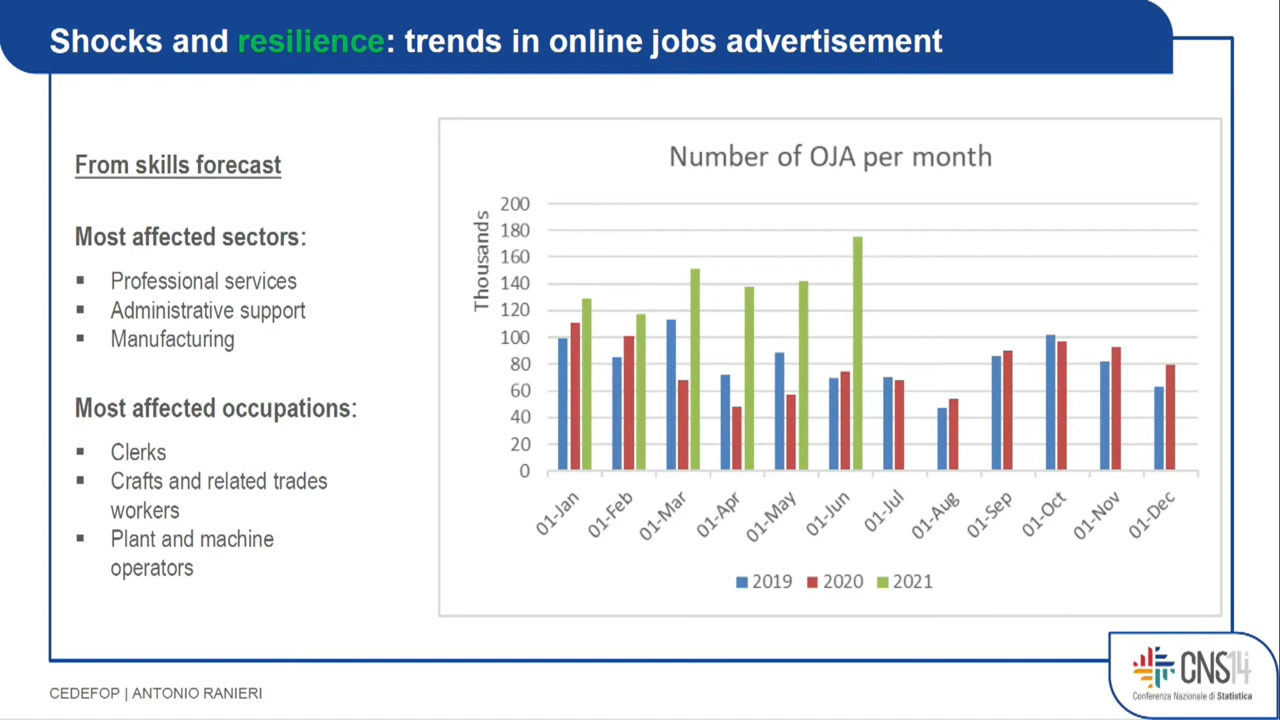 Shocks and resilience: trends in online jobs advertisement
From skills forecast
Most affected sectors:
▪ Professional services
▪ Administrative support
▪ Manufacturing
Most affected occupations:
▪ Clerks
▪ Crafts and related trades
workers
▪ Plant and machine
operators
Number of OJA per month
Thousands
200
180
160
140
120
100
80
60
40
20
0
01-Jan
01-Feb
01-Mar
01-Apr
01-May
01-Jun
01-Jul
01-Aug
01-Sep
01-Oct
01-Nov
01-Dec
2019 2020 2021
CEDEFOP | ANTONIO RANIERI
CNS14
Conferenza Nazionale di Statistica